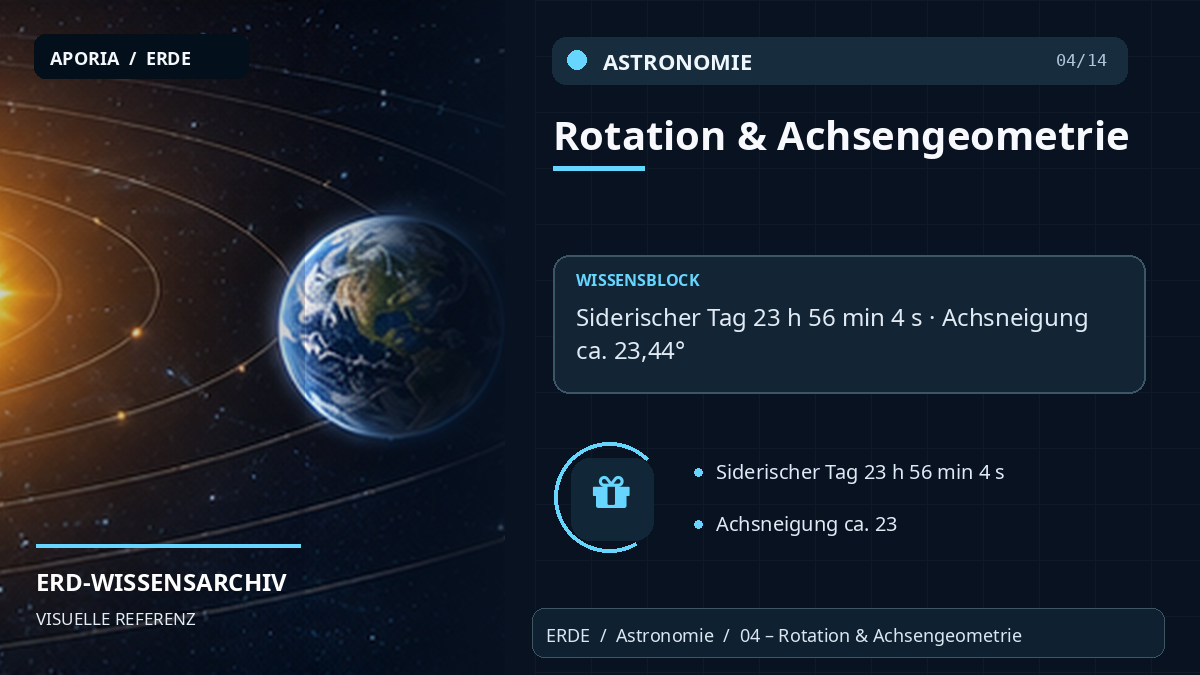 APORIA / ERDE
ERD-WISSENSARCHIV
VISUELLE REFERENZ
ASTRONOMIE
04/14
Rotation & Achsengeometrie
WISSENSBLOCK
Siderischer Tag 23 h 56 min 4 s · Achsneigung
ca. 23,44°
Siderischer Tag 23 h 56 min 4 s
Achsneigung ca. 23
ERDE / Astronomie / 04 – Rotation & Achsengeometrie